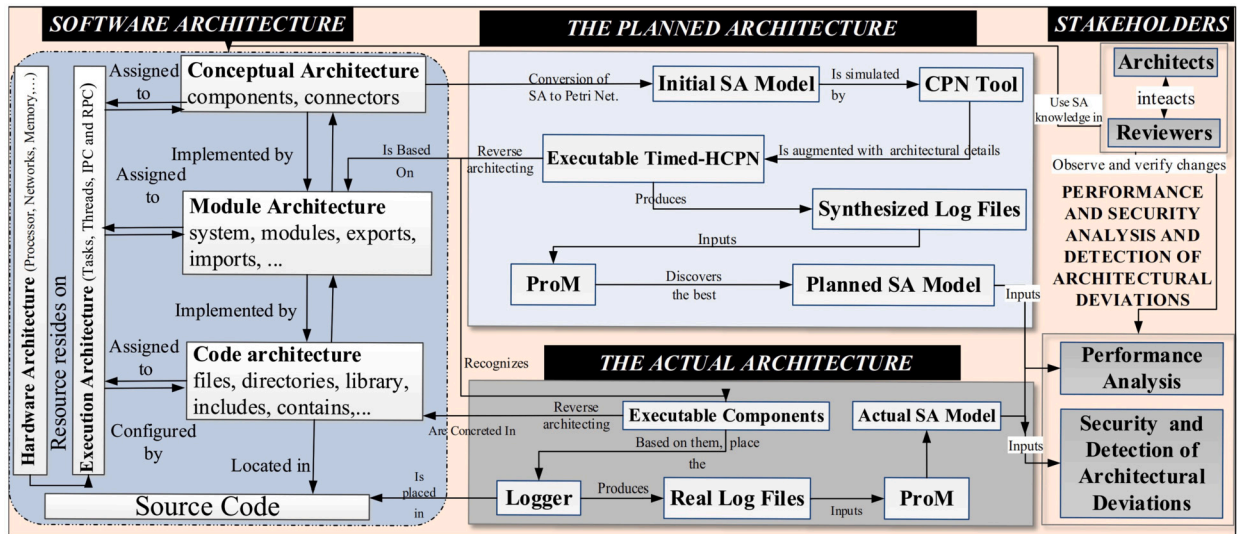 SOFTWARE ARCHITECTURE
Hardware Architecture (Processor, Networks, Memory,...)
Resource resides on
Execution Architecture (Tasks, Threads, IPC and RPC)
Assigned
to
Conceptual Architecture
components, connectors
Implemented by
Assigned
to
Module Architecture
system, modules, exports,
imports, ...
Implemented by
Assigned
to
Code architecture
files, directories, library,
includes, contains,...
Configured
by
Located in
Source Code
THE PLANNED ARCHITECTURE
Conversion of
SA to Petri Net.
Initial SA Model
Is simulated
by
CPN Tool
Is augmented with architectural details
Executable Timed-HCPN
Reverse
architecting
Is Based
On
Produces
Synthesized Log Files
Inputs
ProM
Discovers
the best
Planned SA Model
Inputs
Recognizes
THE ACTUAL ARCHITECTURE
Executable Components
Reverse
architecting
Are Concreted In
Based on them, place
the
Logger
Is
placed
in
Produces
Real Log Files
Inputs
ProM
Actual SA Model
Inputs
STAKEHOLDERS
Architects
inteacts
Reviewers
Use SA
knowledge in
Observe and verify changes
PERFORMANCE
AND SECURITY
ANALYSIS AND
DETECTION OF
ARCHITECTURAL
DEVIATIONS
Performance
Analysis
Security and
Detection of
Architectural
Deviations